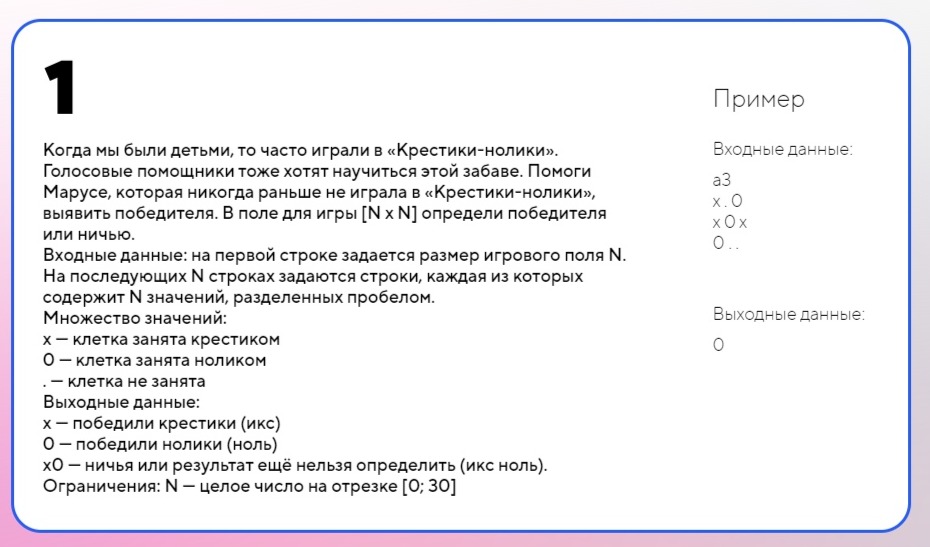 1
Когда мы были детьми, то часто играли в «Крестики-нолики».
Голосовые помощники тоже хотят научиться этой забаве. Помоги
Марусе, которая никогда раньше не играла в «Крестики-нолики»,
выявить победителя. В поле для игры [N x N] определи победителя
или ничью.
Входные данные: на первой строке задается размер игрового поля N.
На последующих N строках задаются строки, каждая из которых
содержит N значений, разделенных пробелом.
Множество значений:
x — клетка занята крестиком
0 — клетка занята ноликом
. — клетка не занята
Выходные данные:
x — победили крестики (икс)
0 — победили нолики (ноль)
x0 — ничья или результат ещё нельзя определить (икс ноль).
Ограничения: N — целое число на отрезке [0; 30]
Пример
Входные данные:
a3
x . 0
x 0 x
0 . .
Выходные данные:
0